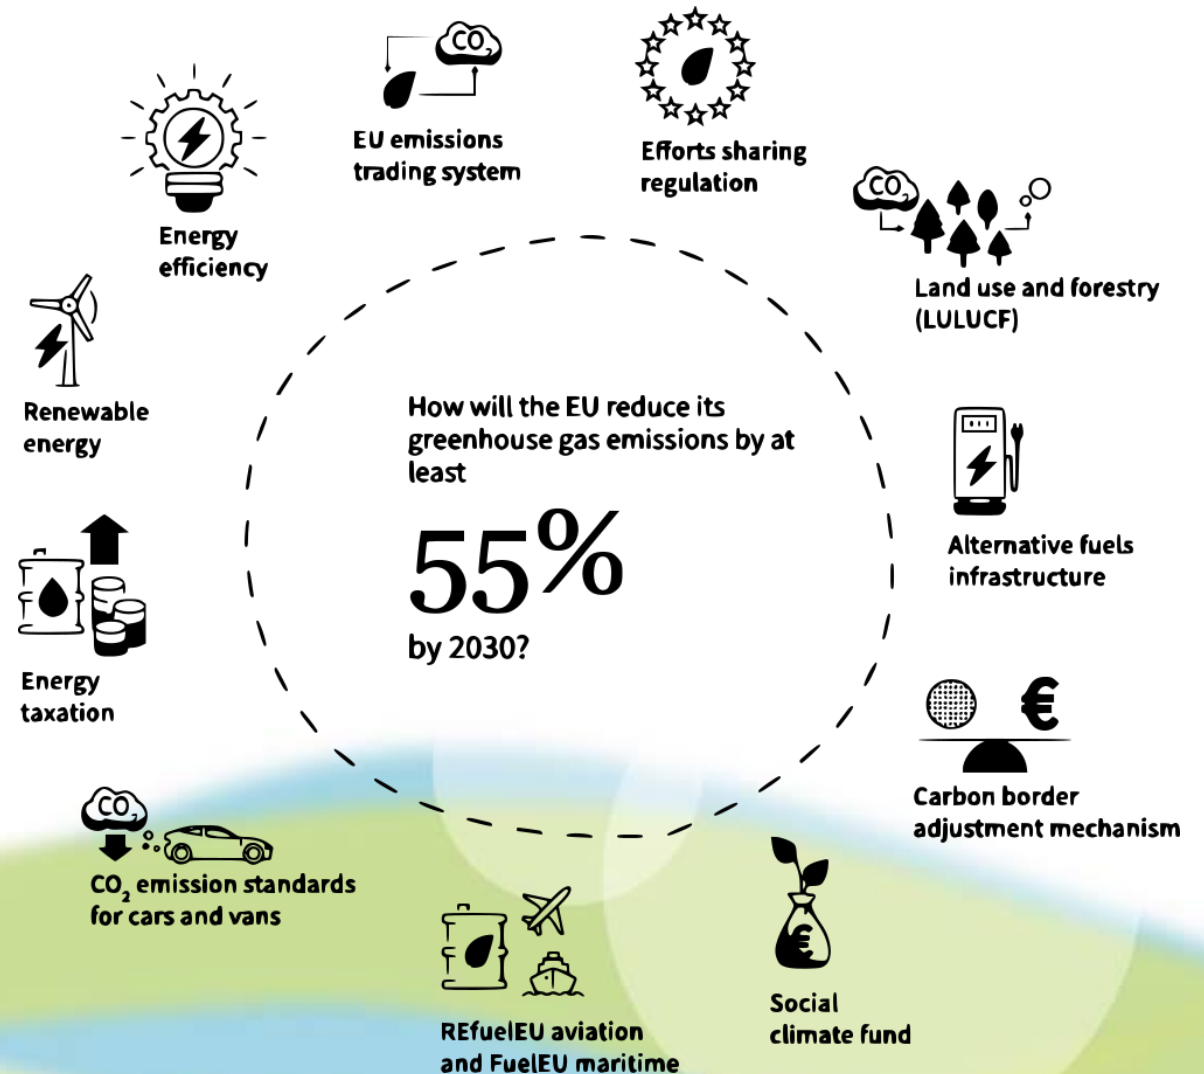 CO₂
EU emissions
trading system
Efforts sharing
regulation
CO₂
Land use and forestry
(LULUCF)
Alternative fuels
infrastructure
€
Carbon border
adjustment mechanism
€
Social
climate fund
REfuelEU aviation
and FuelEU maritime
CO₂
CO₂ emission standards
for cars and vans
Energy
taxation
Renewable
energy
Energy
efficiency
How will the EU reduce its
greenhouse gas emissions by at
least
55%
by 2030?